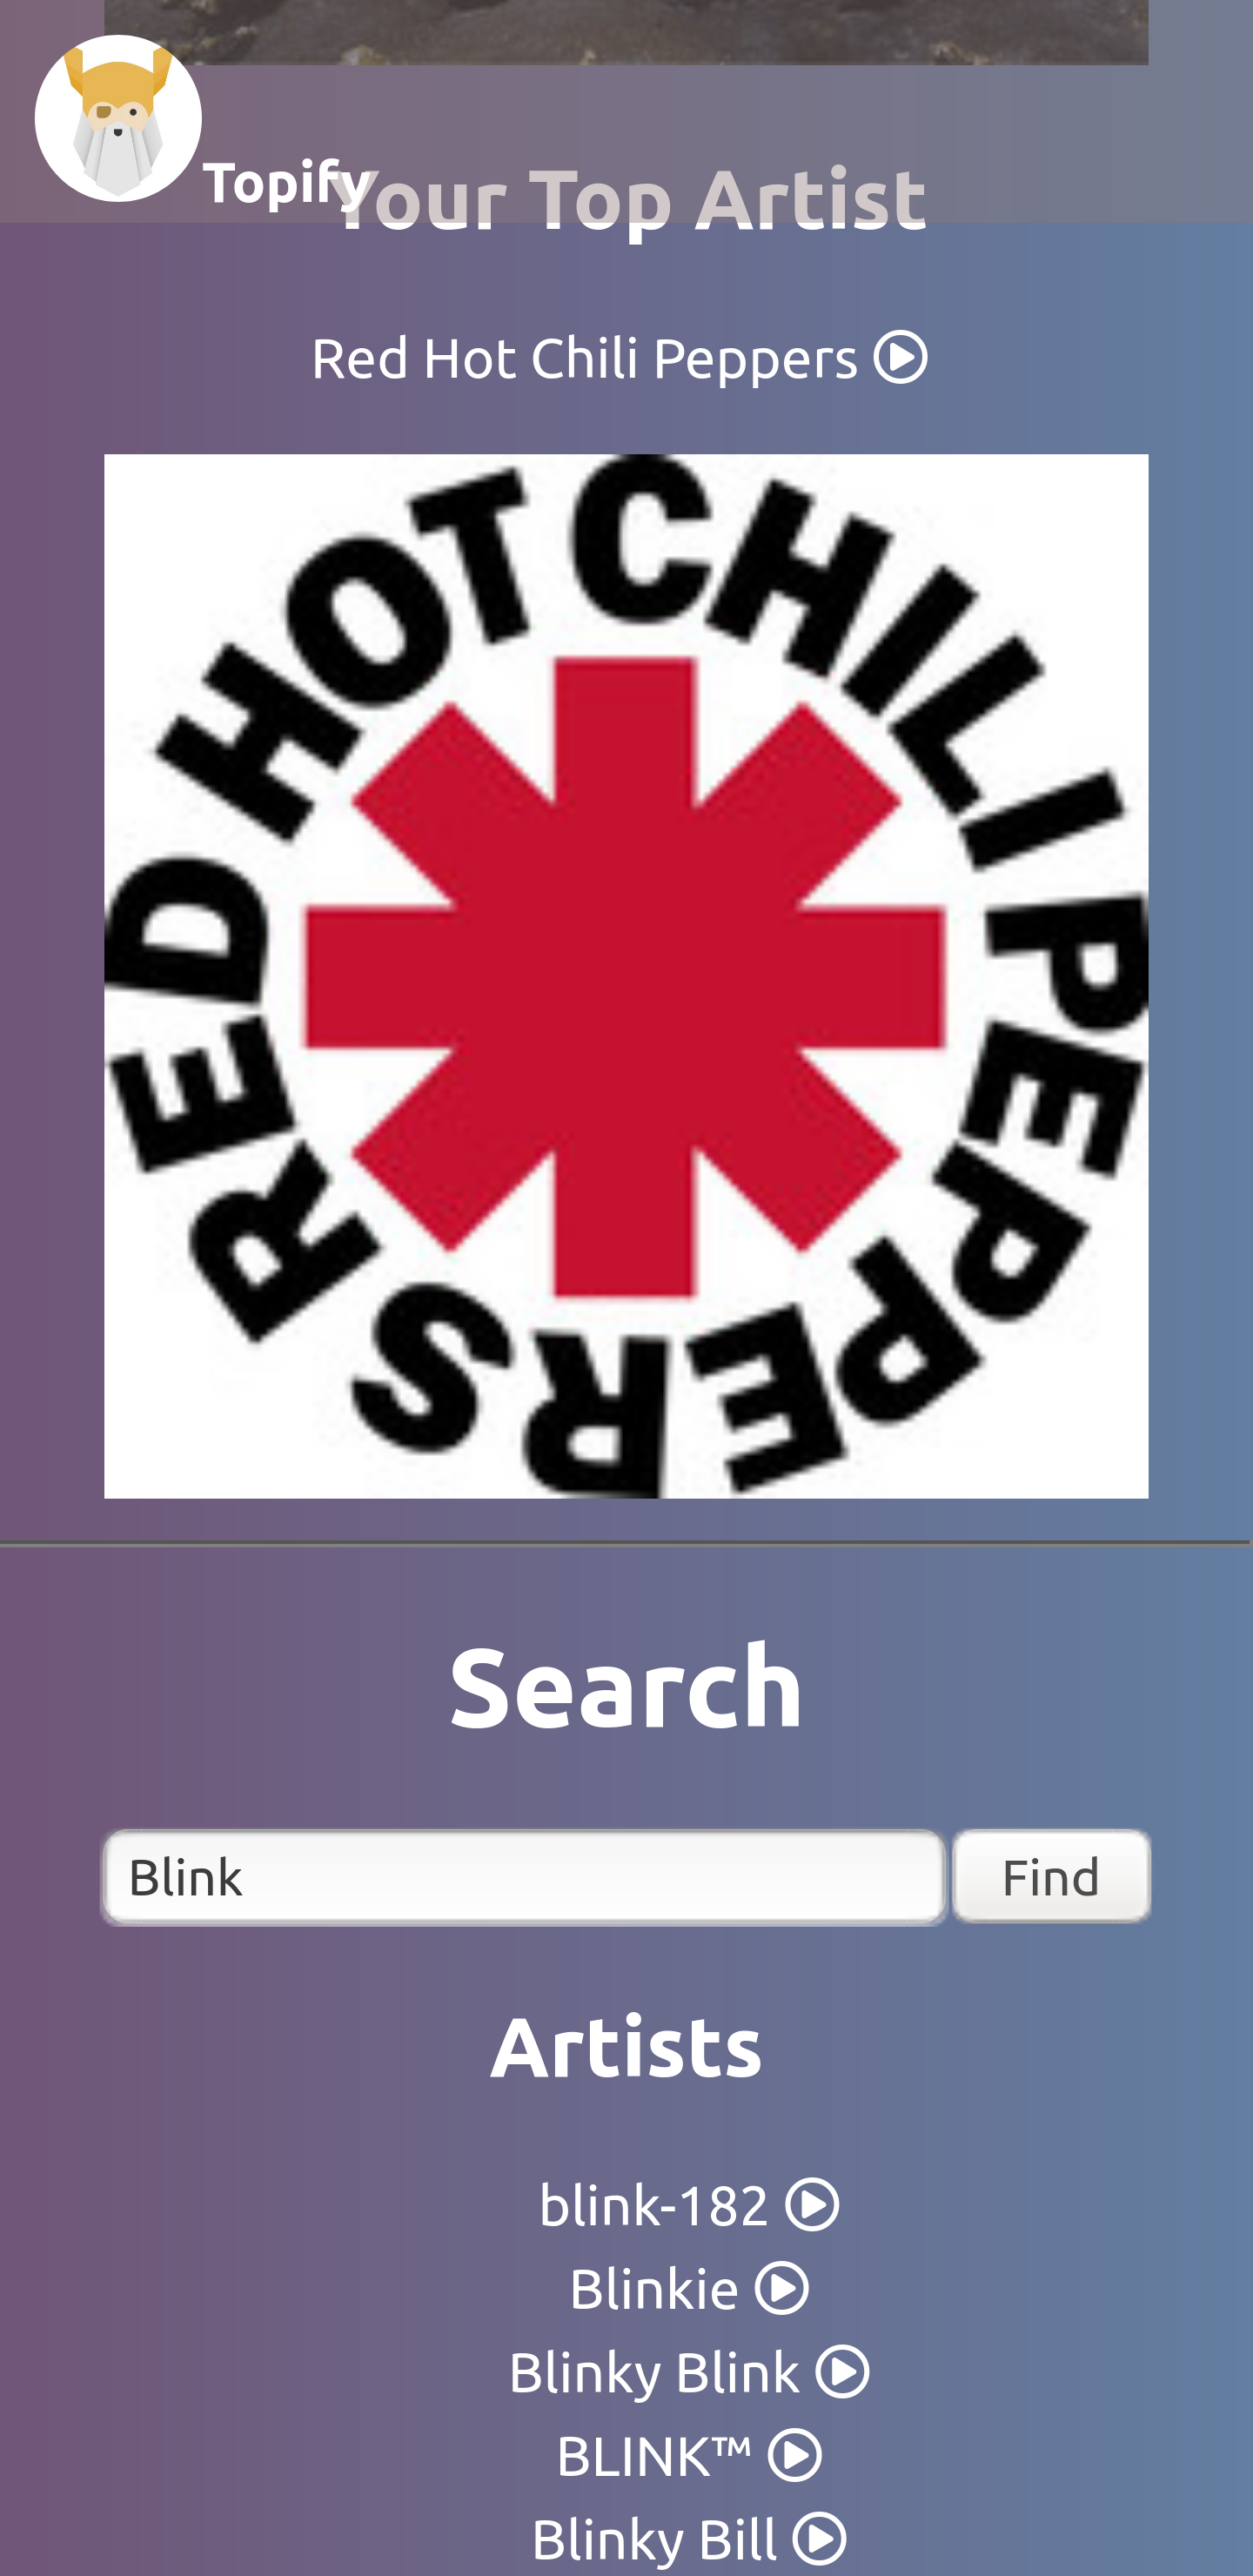 Topify
Your Top Artist
Red Hot Chili Peppers
RED HOT CHILI PEPPERS
Search
Blink
Find
Artists
blink-182
Blinkie
Blinky Blink
BLINK™
Blinky Bill